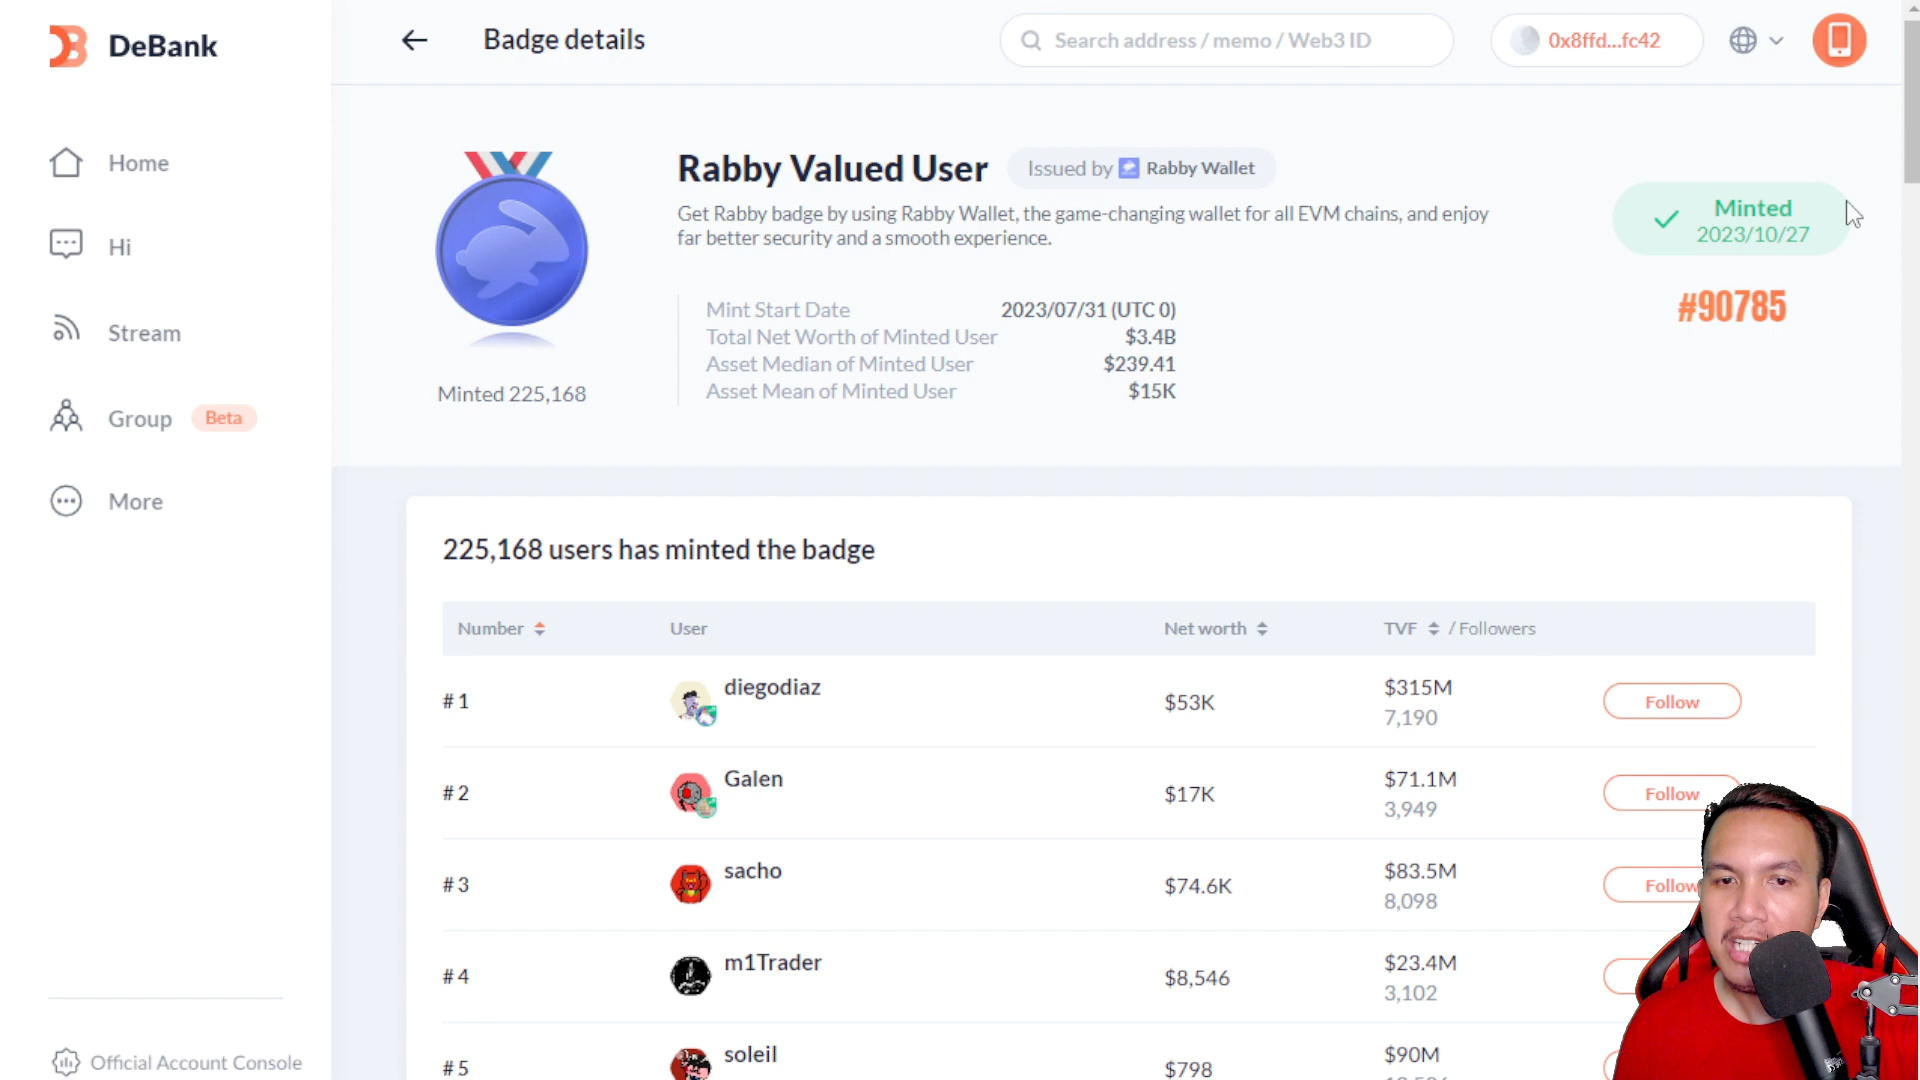 DeBank
Badge details
Search address / memo / Web3 ID
0x8ffd...fc42
Home
Hi
Stream
Group Beta
More
Official Account Console
Rabby Valued User
Issued by Rabby Wallet
Get Rabby badge by using Rabby Wallet, the game-changing wallet for all EVM chains, and enjoy
far better security and a smooth experience.
Minted
2023/10/27
#90785
Mint Start Date 2023/07/31 (UTC 0)
Total Net Worth of Minted User $3.4B
Asset Median of Minted User $239.41
Asset Mean of Minted User $15K
Minted 225,168
225,168 users has minted the badge
Number User Net worth TVF / Followers
#1 diegodiaz $53K $315M
7,190
Follow
#2 Galen $17K $71.1M
3,949
Follow
#3 sacho $74.6K $83.5M
8,098
Follow
#4 m1Trader $8,546 $23.4M
3,102
#5 soleil $798 $90M